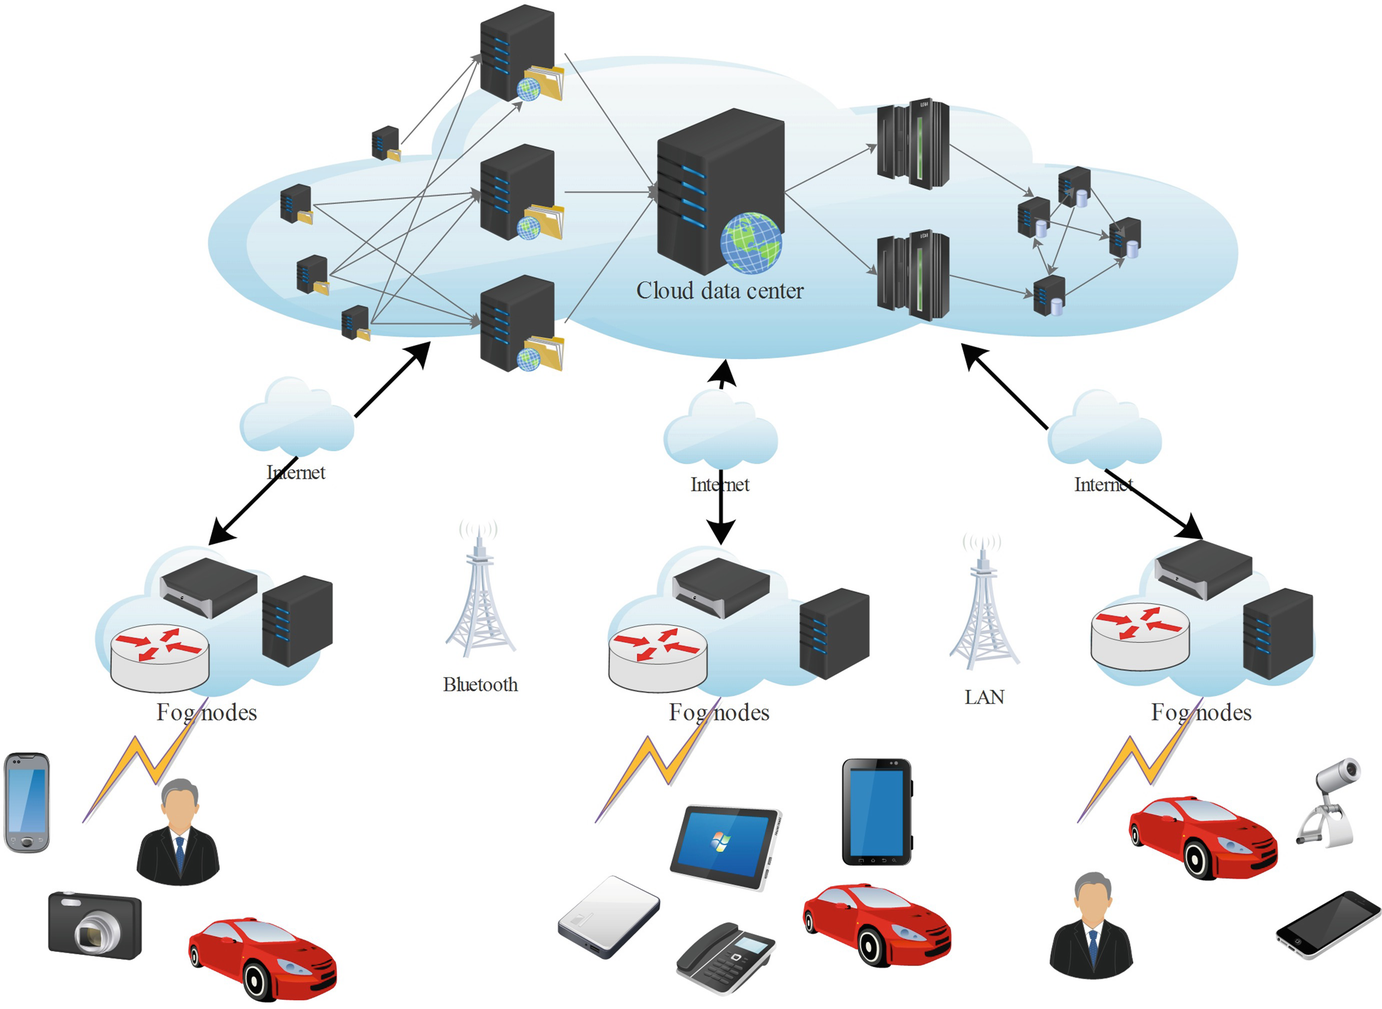 Cloud data center
Internet
Internet
Internet
Bluetooth
LAN
Fog nodes
Fog nodes
Fog nodes